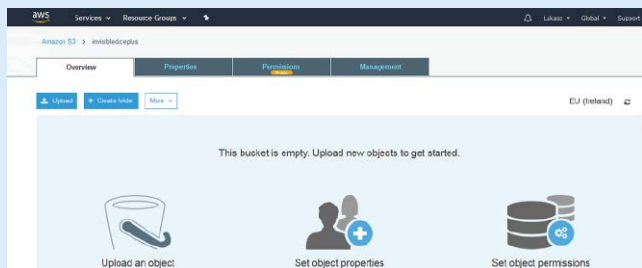 aws Services Resource Groups Lukasz Global Support
Amazon S3 > invisiblediceplus
Overview Properties Permissions Management
Public
Upload + Create folder More EU (Ireland)
This bucket is empty. Upload new objects to get started.
Upload an object Set object properties Set object permissions